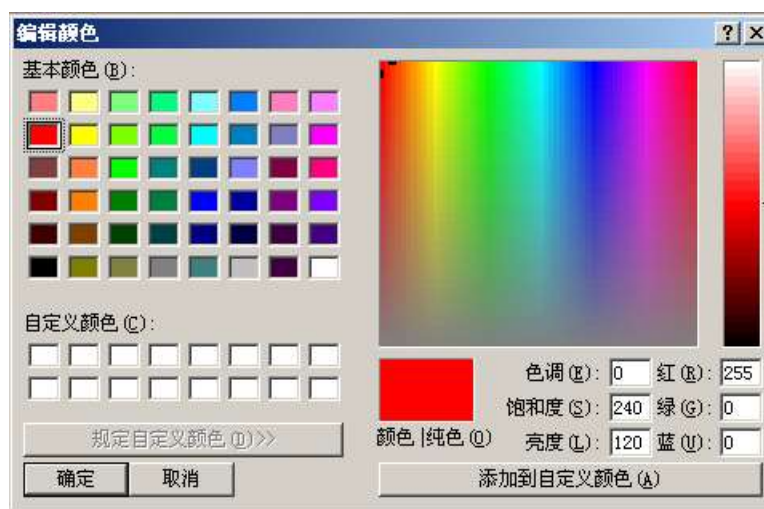 编辑颜色
基本颜色(B):
自定义颜色(C):
规定自定义颜色(D)>>
确定 取消
颜色|纯色(O)
色调(E): 0 红(R): 255
饱和度(S): 240 绿(G): 0
亮度(L): 120 蓝(U): 0
添加到自定义颜色(A)